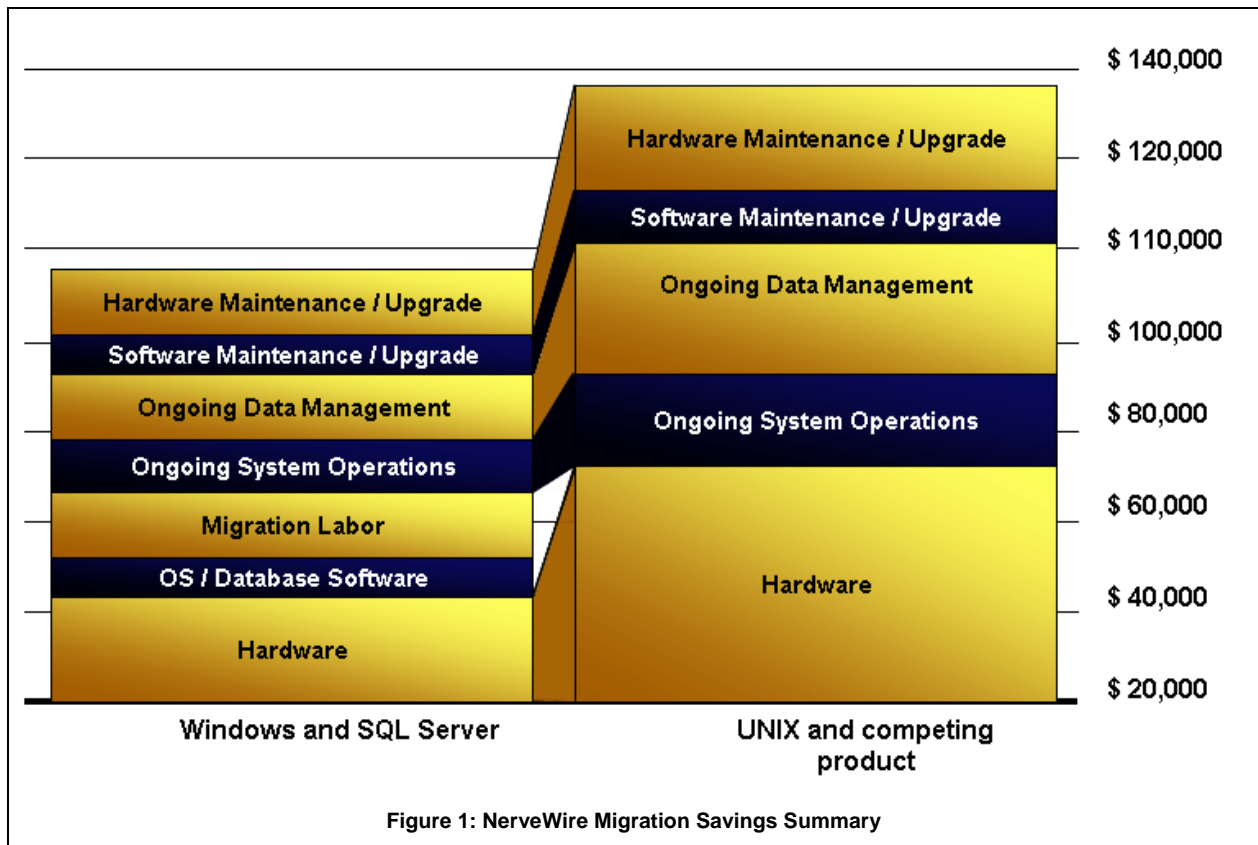 $ 140,000
$ 120,000
$ 110,000
$ 100,000
$ 80,000
$ 60,000
$ 40,000
$ 20,000
Hardware Maintenance / Upgrade
Software Maintenance / Upgrade
Ongoing Data Management
Ongoing System Operations
Migration Labor
OS / Database Software
Hardware
Windows and SQL Server
Hardware Maintenance / Upgrade
Software Maintenance / Upgrade
Ongoing Data Management
Ongoing System Operations
Hardware
UNIX and competing
product
Figure 1: NerveWire Migration Savings Summary